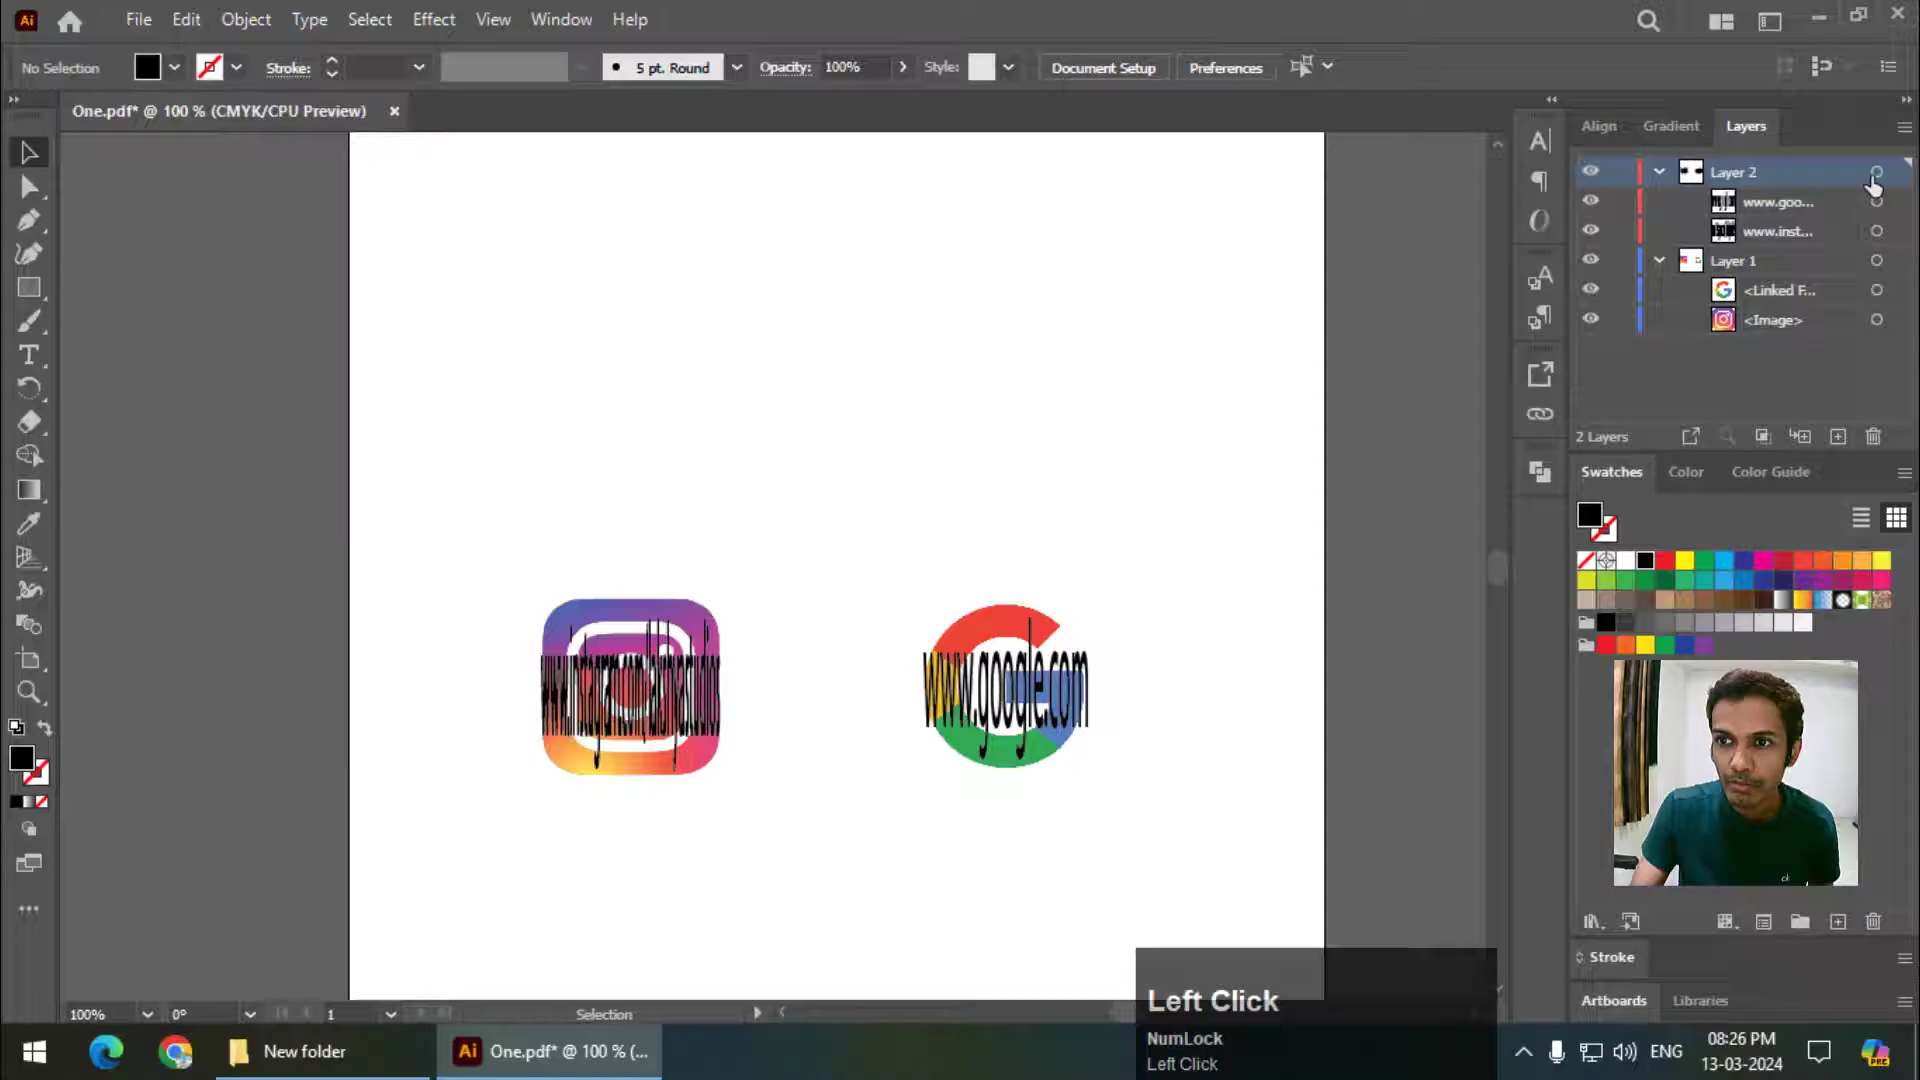 Ai File Edit Object Type Select Effect View Window Help
No Selection Stroke: 5 pt. Round Opacity: 100% Style: Document Setup Preferences
One.pdf* @ 100 % (CMYK/CPU Preview)
Align Gradient Layers
Layer 2
www.goo...
www.inst...
Layer 1
<Linked F...
<Image>
2 Layers
Swatches Color Color Guide
www.google.com
Stroke
Artboards Libraries
100% 0° 1 Selection
Left Click
NumLock
Left Click
New folder
Ai One.pdf* @ 100 % (...
ENG
08:26 PM
13-03-2024
PRE